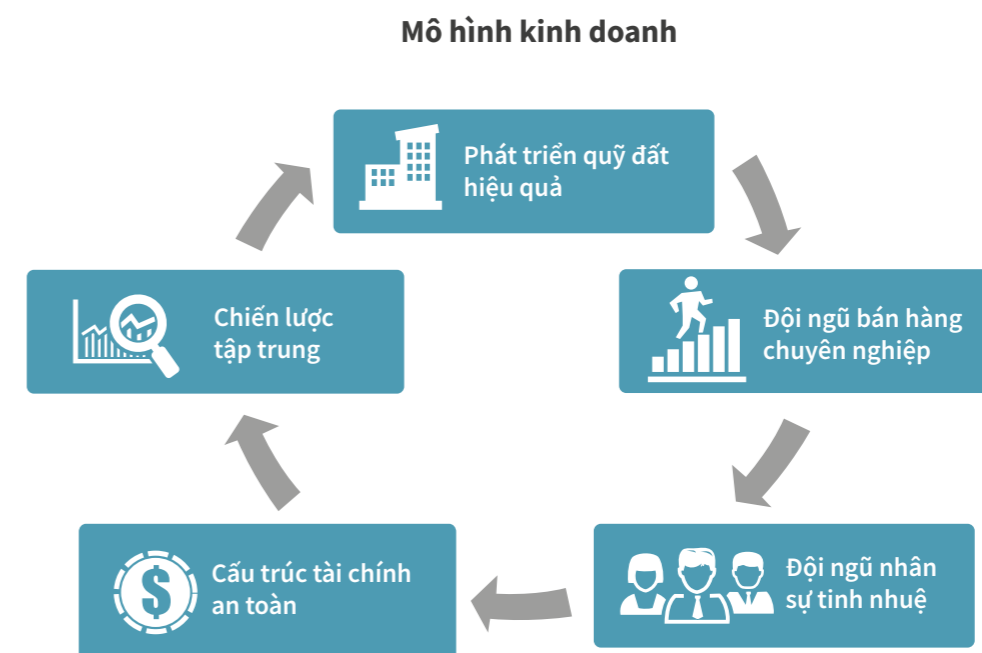 Mô hình kinh doanh
Phát triển quỹ đất
hiệu quả
Đội ngũ bán hàng
chuyên nghiệp
Đội ngũ nhân
sự tinh nhuệ
Cấu trúc tài chính
an toàn
Chiến lược
tập trung